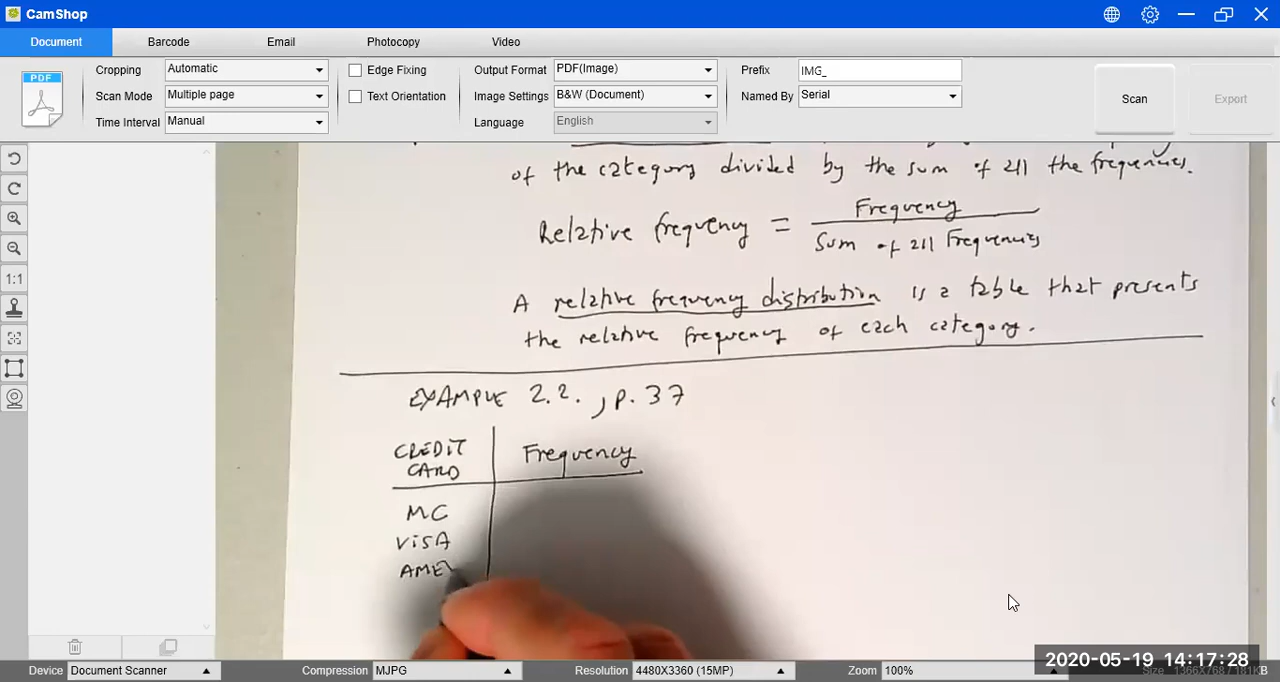 CamShop
Document Barcode Email Photocopy Video
PDF
Cropping Automatic Edge Fixing Output Format PDF(Image) Prefix IMG_
Scan Mode Multiple page Text Orientation Image Settings B&W (Document) Named By Serial Scan Export
Time Interval Manual Language English
of the category divided by the sum of all the frequencies.
Relative frequency = Frequency
Sum of all Frequencies
A relative frequency distribution is a table that presents
the relative frequency of each category.
EXAMPLE 2.2. , p. 37
CREDIT
CARD Frequency
MC
VISA
AME
1:1
Device Document Scanner Compression MJPG Resolution 4480X3360 (15MP) Zoom 100%
2020-05-19 14:17:28